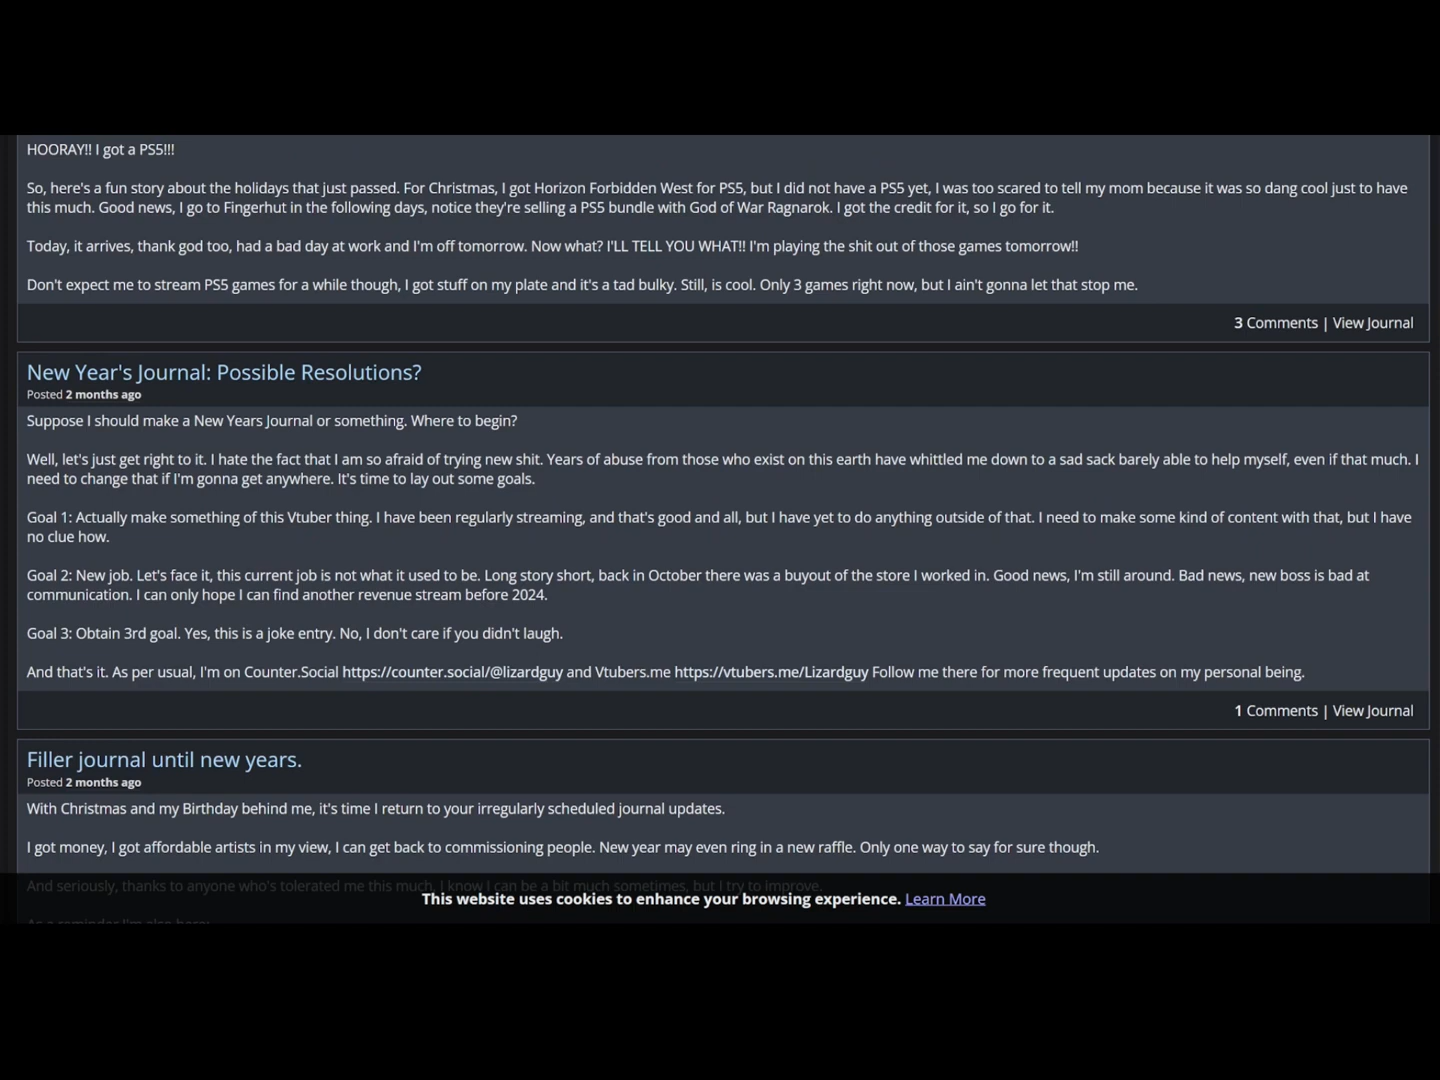 HOORAY!! I got a PS5!!!
So, here's a fun story about the holidays that just passed. For Christmas, I got Horizon Forbidden West for PS5, but I did not have a PS5 yet, I was too scared to tell my mom because it was so dang cool just to have
this much. Good news, I go to Fingerhut in the following days, notice they're selling a PS5 bundle with God of War Ragnarok. I got the credit for it, so I go for it.
Today, it arrives, thank god too, had a bad day at work and I'm off tomorrow. Now what? I'LL TELL YOU WHAT!! I'm playing the shit out of those games tomorrow!!
Don't expect me to stream PS5 games for a while though, I got stuff on my plate and it's a tad bulky. Still, is cool. Only 3 games right now, but I ain't gonna let that stop me.
3 Comments | View Journal
New Year's Journal: Possible Resolutions?
Posted 2 months ago
Suppose I should make a New Years Journal or something. Where to begin?
Well, let's just get right to it. I hate the fact that I am so afraid of trying new shit. Years of abuse from those who exist on this earth have whittled me down to a sad sack barely able to help myself, even if that much. I
need to change that if I'm gonna get anywhere. It's time to lay out some goals.
Goal 1: Actually make something of this Vtuber thing. I have been regularly streaming, and that's good and all, but I have yet to do anything outside of that. I need to make some kind of content with that, but I have
no clue how.
Goal 2: New job. Let's face it, this current job is not what it used to be. Long story short, back in October there was a buyout of the store I worked in. Good news, I'm still around. Bad news, new boss is bad at
communication. I can only hope I can find another revenue stream before 2024.
Goal 3: Obtain 3rd goal. Yes, this is a joke entry. No, I don't care if you didn't laugh.
And that's it. As per usual, I'm on Counter.Social https://counter.social/@lizardguy and Vtubers.me https://vtubers.me/Lizardguy Follow me there for more frequent updates on my personal being.
1 Comments | View Journal
Filler journal until new years.
Posted 2 months ago
With Christmas and my Birthday behind me, it's time I return to your irregularly scheduled journal updates.
I got money, I got affordable artists in my view, I can get back to commissioning people. New year may even ring in a new raffle. Only one way to say for sure though.
And seriously, thanks to anyone who's tolerated me this much, I know I can be a bit much sometimes, but I try to improve.
This website uses cookies to enhance your browsing experience. Learn More